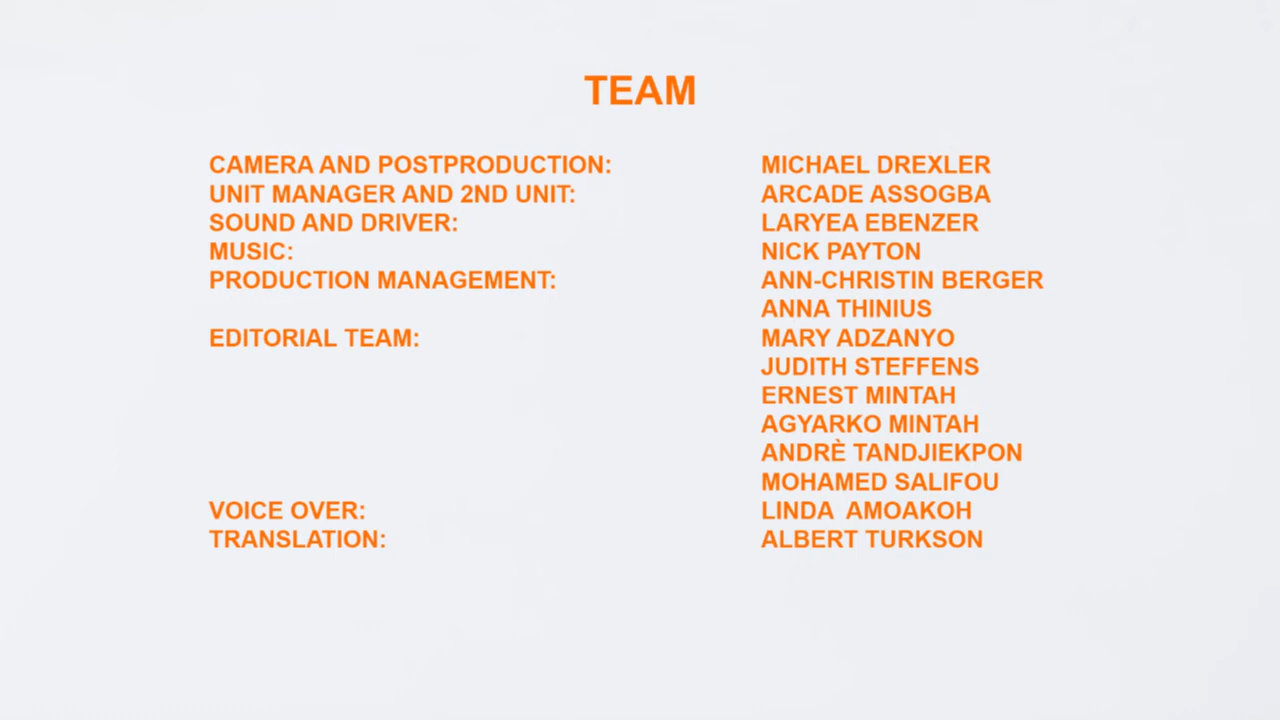 TEAM
CAMERA AND POSTPRODUCTION: MICHAEL DREXLER
UNIT MANAGER AND 2ND UNIT: ARCADE ASSOGBA
SOUND AND DRIVER: LARYEA EBENZER
MUSIC: NICK PAYTON
PRODUCTION MANAGEMENT: ANN-CHRISTIN BERGER
ANNA THINIUS
EDITORIAL TEAM: MARY ADZANYO
JUDITH STEFFENS
ERNEST MINTAH
AGYARKO MINTAH
ANDRÈ TANDJIEKPON
MOHAMED SALIFOU
VOICE OVER: LINDA  AMOAKOH
TRANSLATION: ALBERT TURKSON